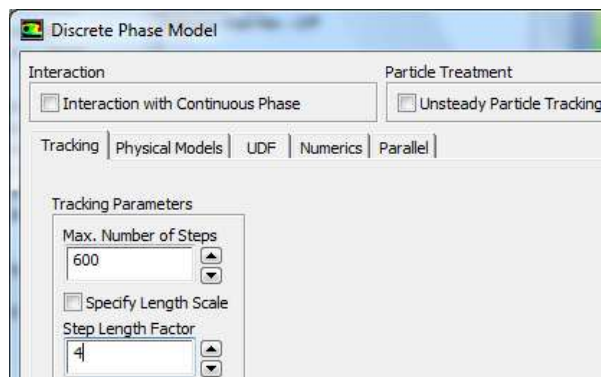 Discrete Phase Model
Interaction
Particle Treatment
Interaction with Continuous Phase
Unsteady Particle Tracking
Tracking Physical Models UDF Numerics Parallel
Tracking Parameters
Max. Number of Steps
600
Specify Length Scale
Step Length Factor
4